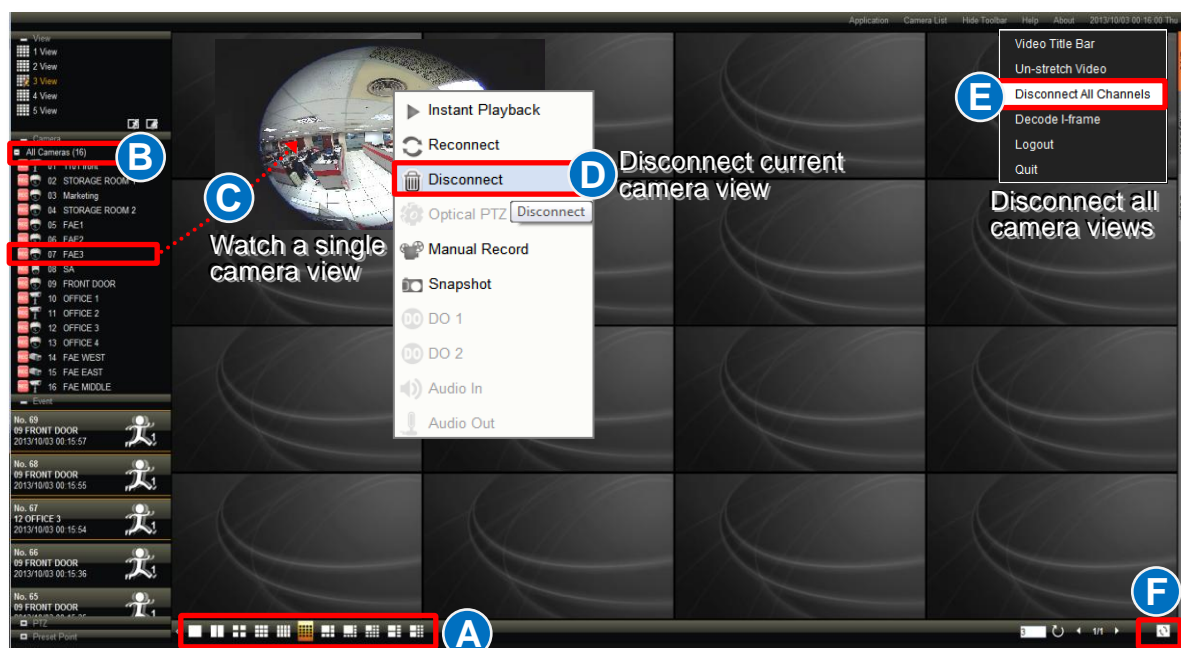 Application Camera List Hide Toolbar Help About 2013/10/03 00:16:00 Thu
View
1 View
2 View
3 View
4 View
5 View
Camera
All Cameras (16)
02 STORAGE ROOM 1
03 Marketing
04 STORAGE ROOM 2
05 FAE1
06 FAE2
07 FAE3
08 SA
09 FRONT DOOR
10 OFFICE 1
11 OFFICE 2
12 OFFICE 3
13 OFFICE 4
14 FAE WEST
15 FAE EAST
16 FAE MIDDLE
Event
No. 69
09 FRONT DOOR
2013/10/03 00:15:57
No. 68
09 FRONT DOOR
2013/10/03 00:15:55
No. 67
12 OFFICE 3
2013/10/03 00:15:54
No. 66
09 FRONT DOOR
2013/10/03 00:15:36
No. 65
09 FRONT DOOR
PTZ
Preset Point
B
C
Watch a single
camera view
Instant Playback
Reconnect
Disconnect
Optical PTZ
Disconnect
Manual Record
Snapshot
DO DO 1
DO DO 2
Audio In
Audio Out
D
Disconnect current
camera view
Video Title Bar
Un-stretch Video
E
Disconnect All Channels
Decode I-frame
Logout
Quit
Disconnect all
camera views
A
F
3 1/1